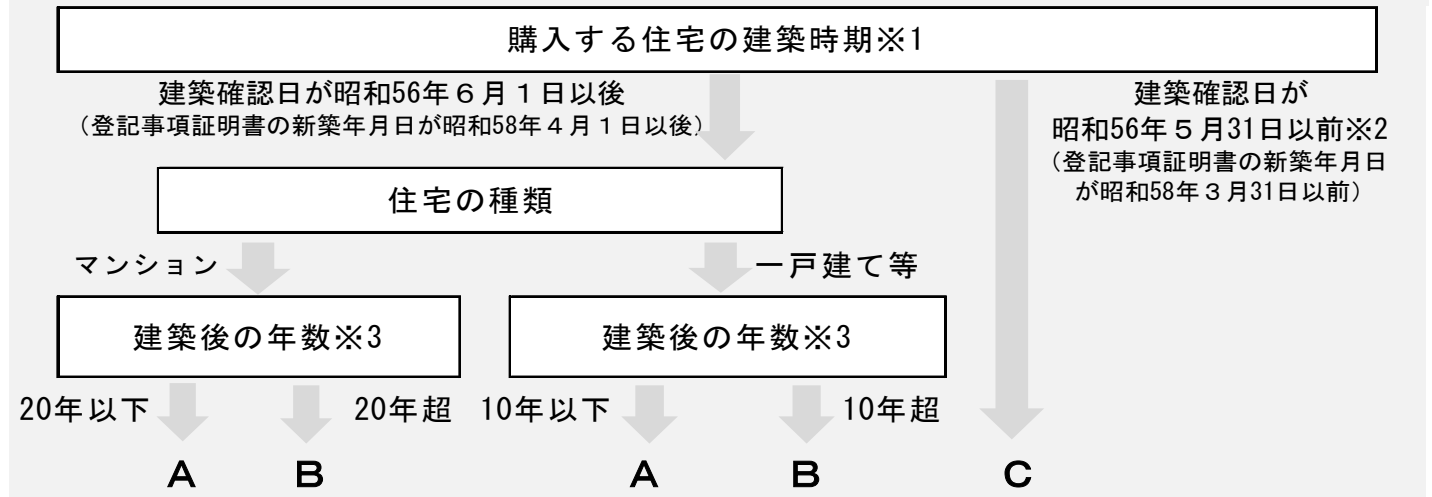 購入する住宅の建築時期※1
建築確認日が昭和56年６月１日以後
（登記事項証明書の新築年月日が昭和58年４月１日以後）
建築確認日が
昭和56年５月31日以前※2
（登記事項証明書の新築年月日
が昭和58年３月31日以前）
住宅の種類
マンション
一戸建て等
建築後の年数※3
建築後の年数※3
20年以下
20年超
10年以下
10年超
Ａ
Ｂ
Ａ
Ｂ
Ｃ